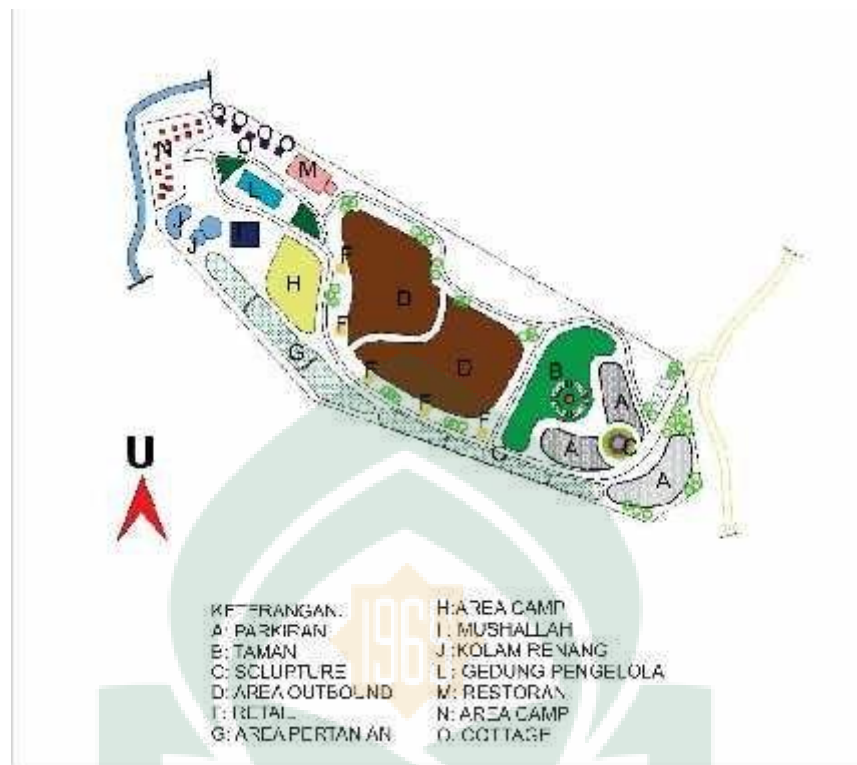 N
O
M
L
J
J
F
H
D
F
G
F
D
B
F
A
F
A
C
G
A
U
KETERANGAN:
A: PARKIRAN
B: TAMAN
C: SCLUPTURE
D: AREA OUTBOUND
F: RETAIL
G: AREA PERTANIAN
H:AREA CAMP
I : MUSHALLAH
J :KOLAM RENANG
L : GEDUNG PENGELOLA
M: RESTORAN
N: AREA CAMP
O: COTTAGE